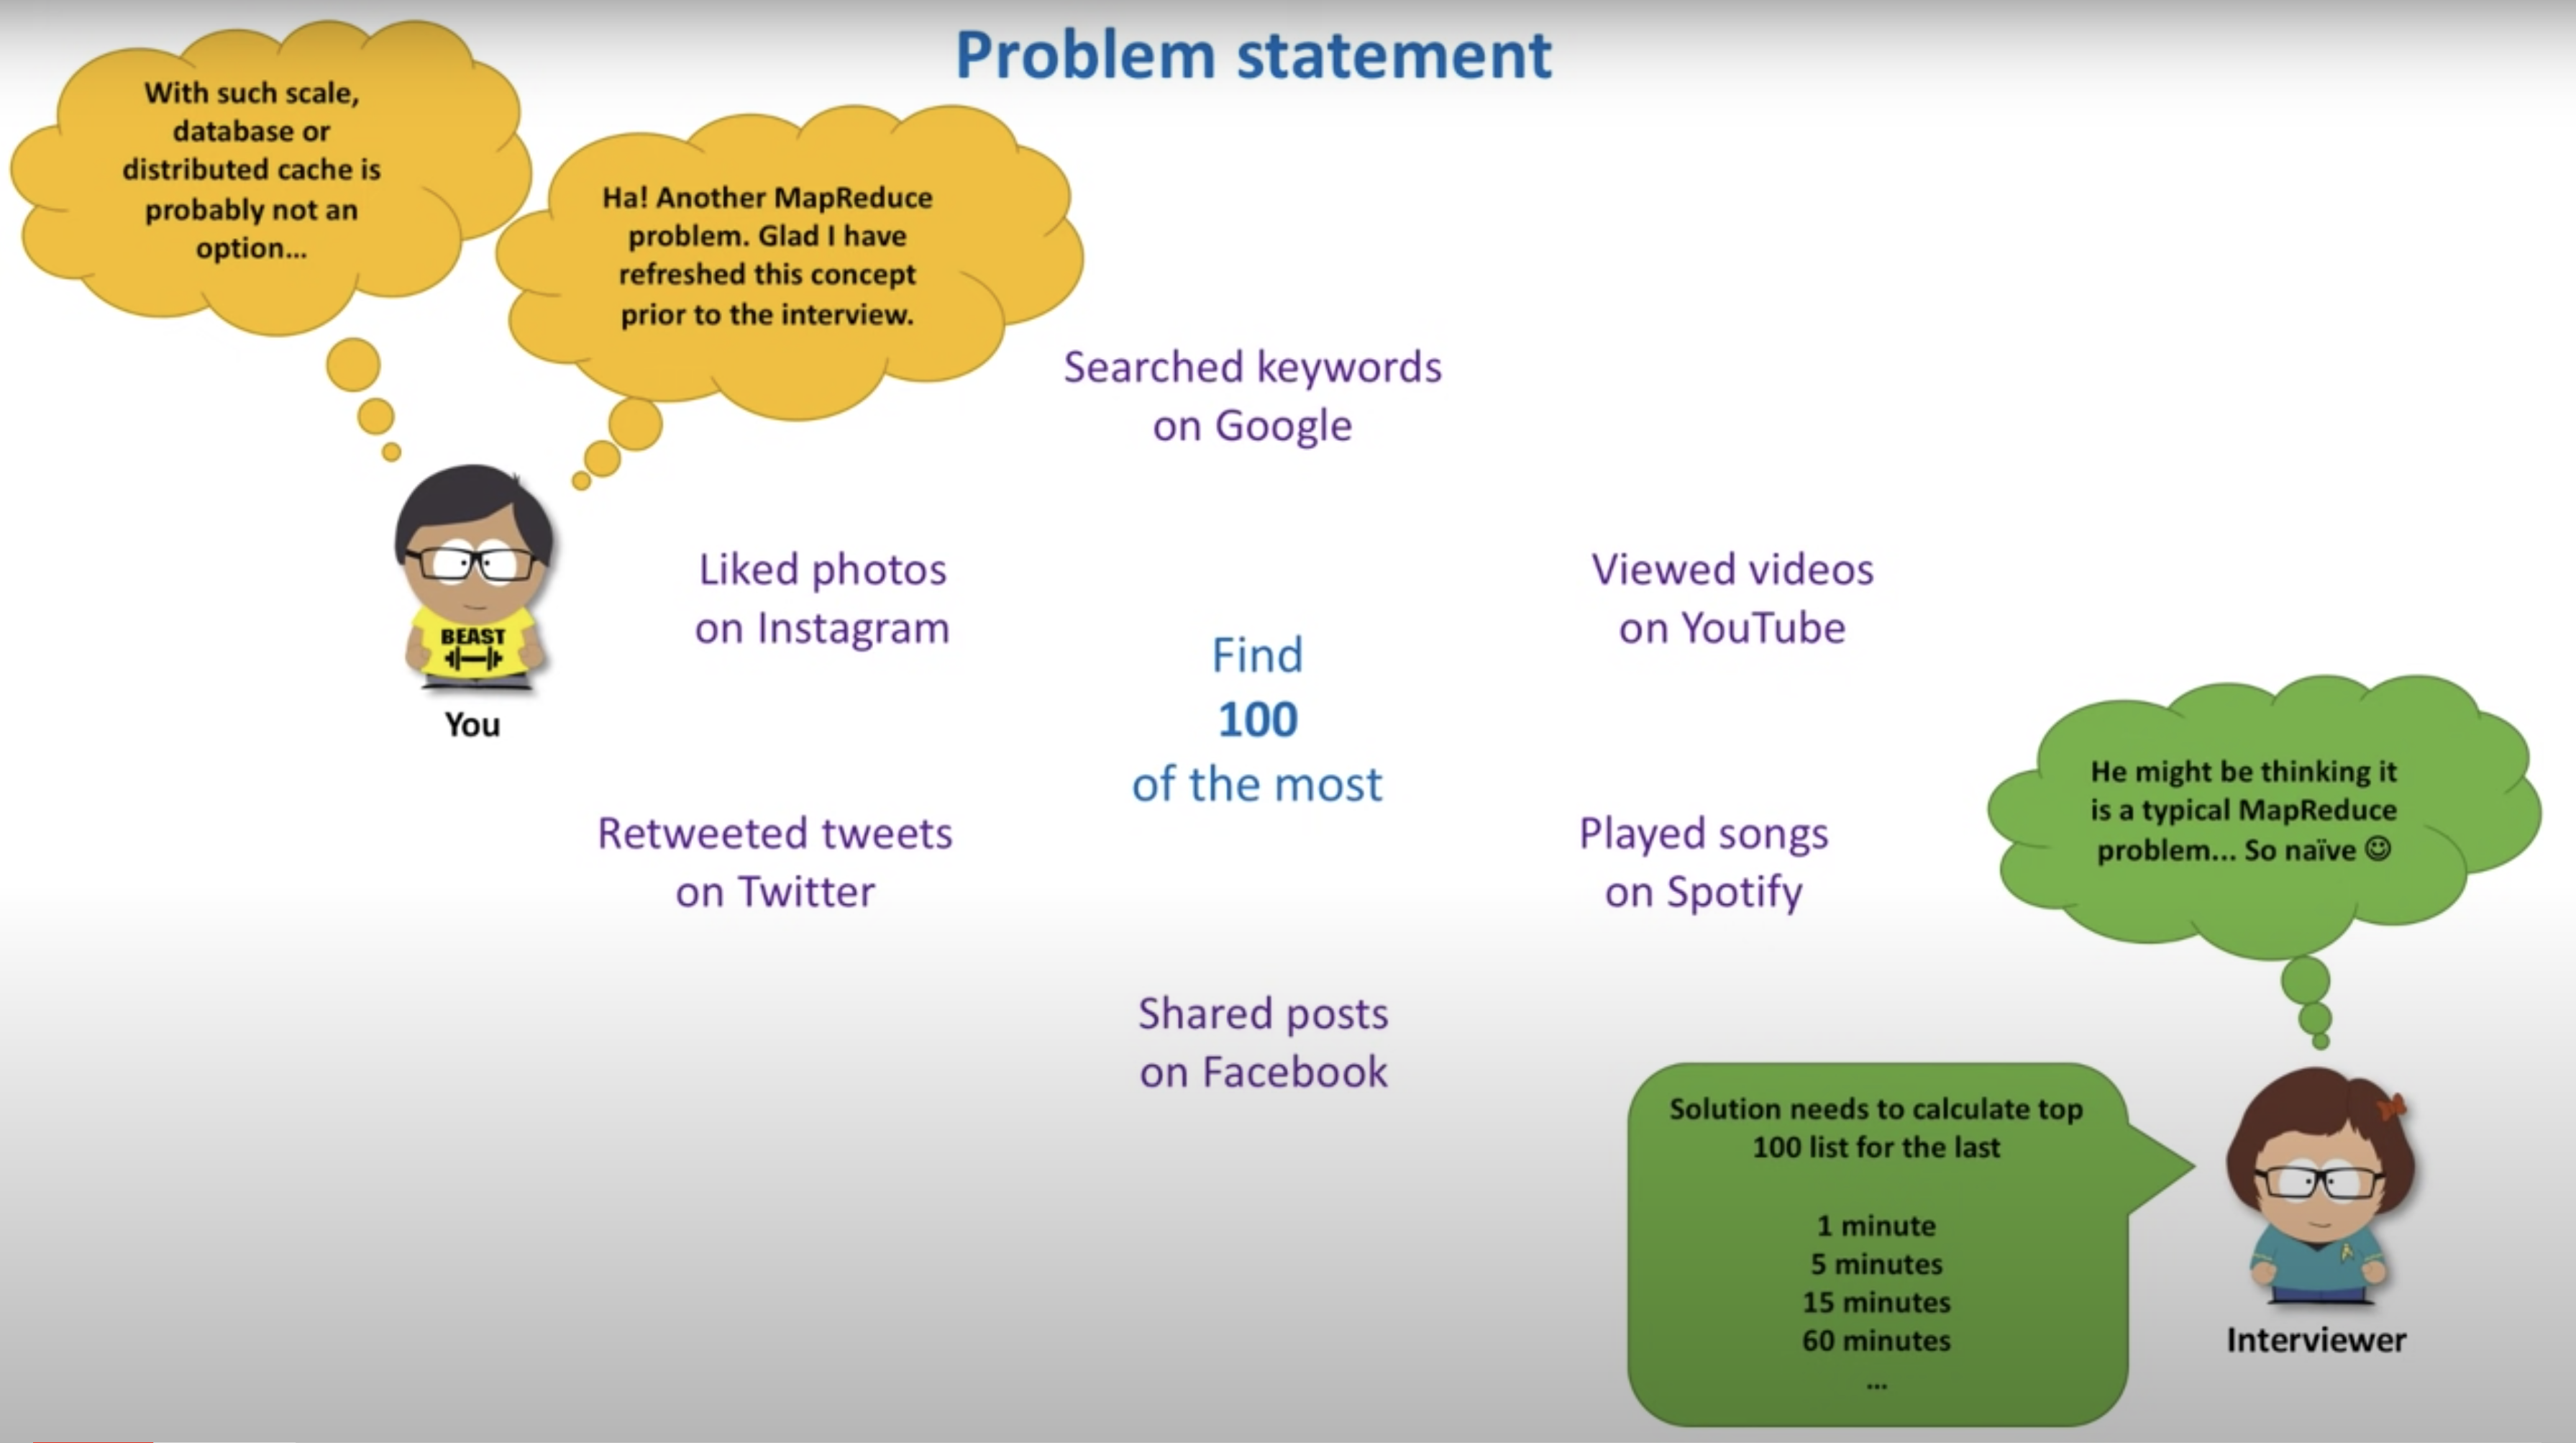 Problem statement
With such scale,
database or
distributed cache is
probably not an
option...
Ha! Another MapReduce
problem. Glad I have
refreshed this concept
prior to the interview.
Searched keywords
on Google
Liked photos
on Instagram
Viewed videos
on YouTube
BEAST
You
Find
100
of the most
Retweeted tweets
on Twitter
Played songs
on Spotify
He might be thinking it
is a typical MapReduce
problem... So naïve ☺
Shared posts
on Facebook
Solution needs to calculate top
100 list for the last
1 minute
5 minutes
15 minutes
60 minutes
...
Interviewer